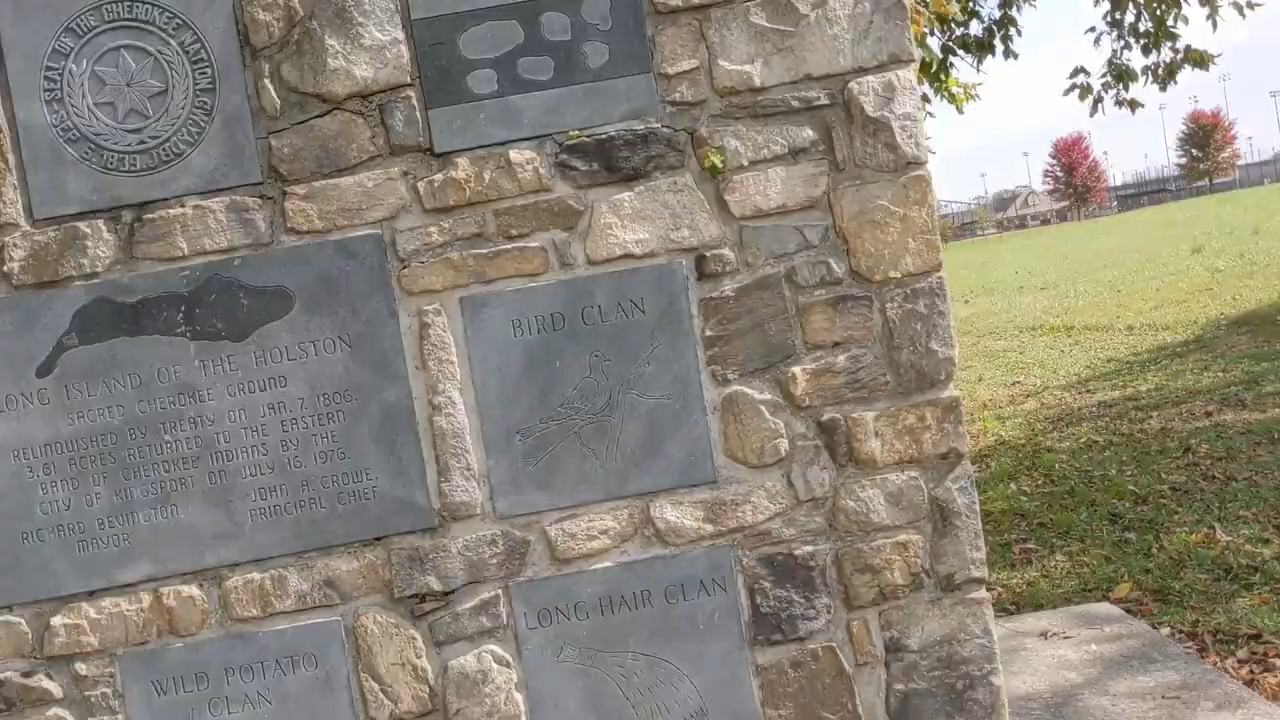 SEAL OF THE CHEROKEE NATION
SEP. 6. 1839.
LONG ISLAND OF THE HOLSTON
SACRED CHEROKEE GROUND
RELINQUISHED BY TREATY ON JAN. 7, 1806.
3.61 ACRES RETURNED TO THE EASTERN
BAND OF CHEROKEE INDIANS BY THE
CITY OF KINGSPORT ON JULY 16, 1976.
RICHARD BEVINGTON,
MAYOR
JOHN A. CROWE,
PRINCIPAL CHIEF
BIRD CLAN
LONG HAIR CLAN
WILD POTATO
CLAN